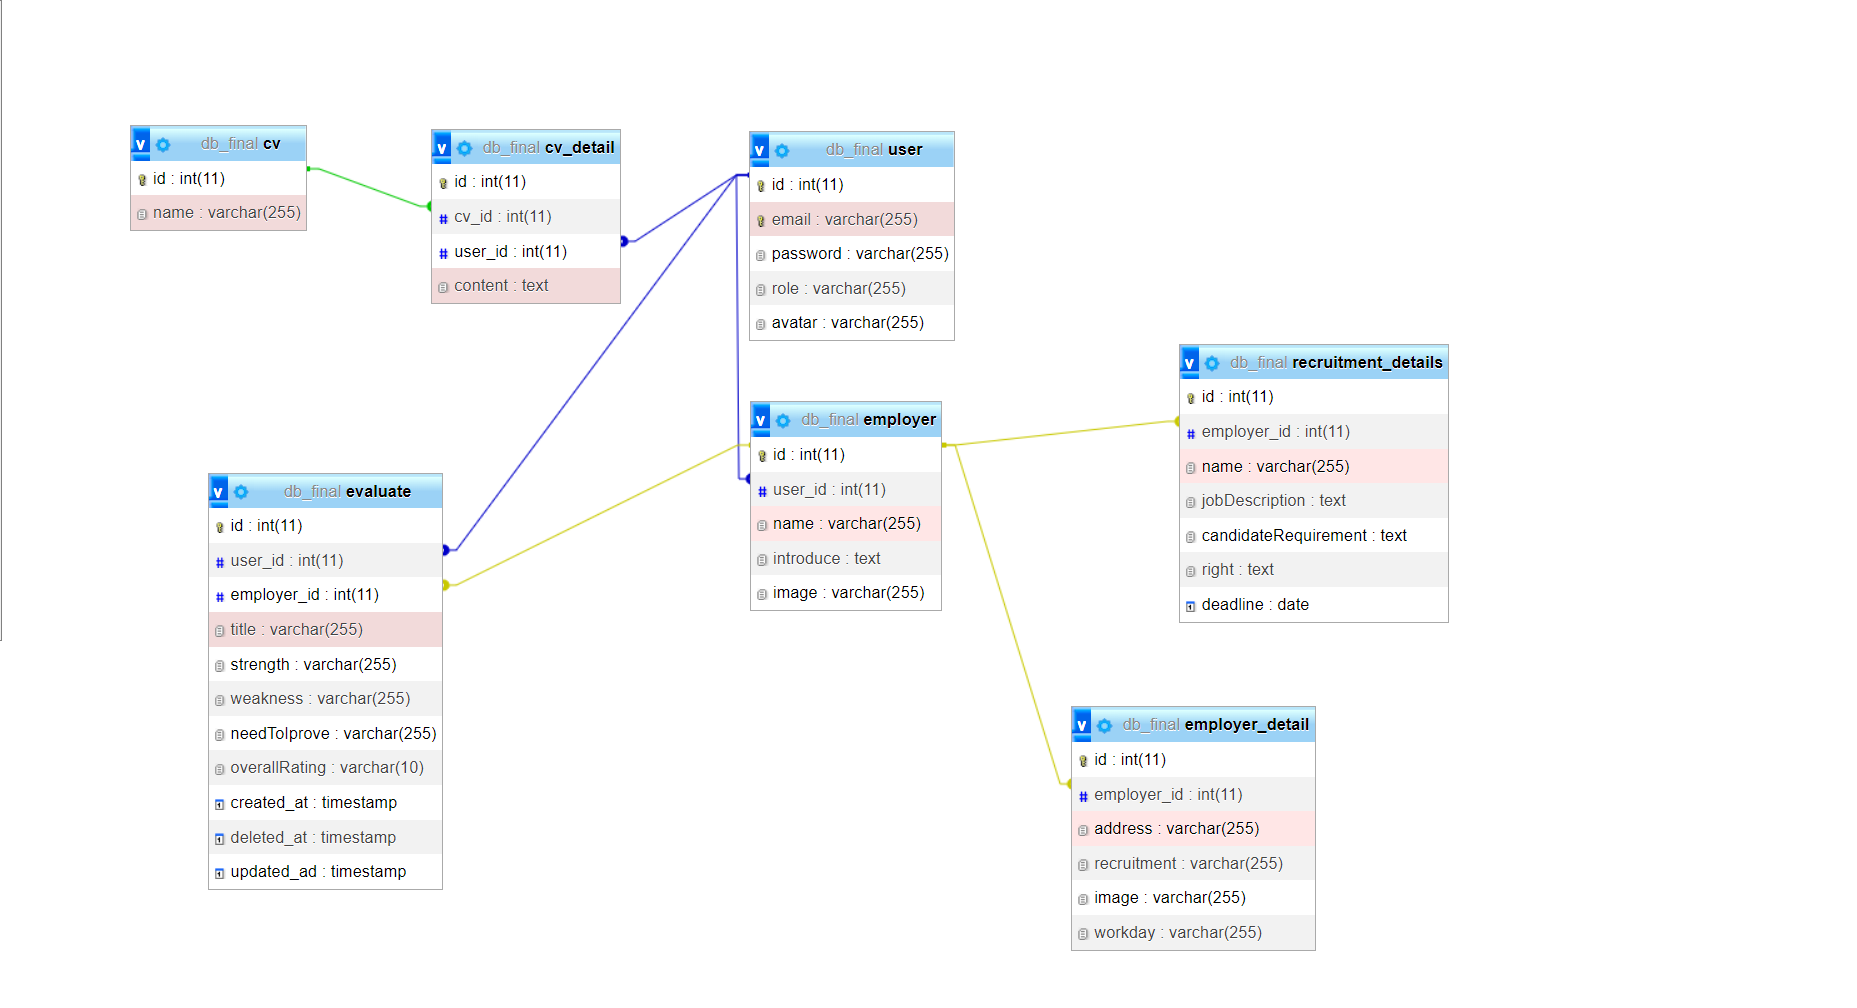 v db_final cv
id : int(11)
name : varchar(255)
v db_final cv_detail
id : int(11)
cv_id : int(11)
user_id : int(11)
content : text
v db_final user
id : int(11)
email : varchar(255)
password : varchar(255)
role : varchar(255)
avatar : varchar(255)
v db_final recruitment_details
id : int(11)
employer_id : int(11)
name : varchar(255)
jobDescription : text
candidateRequirement : text
right : text
deadline : date
v db_final employer
id : int(11)
user_id : int(11)
name : varchar(255)
introduce : text
image : varchar(255)
v db_final evaluate
id : int(11)
user_id : int(11)
employer_id : int(11)
title : varchar(255)
strength : varchar(255)
weakness : varchar(255)
needToIprove : varchar(255)
overallRating : varchar(10)
created_at : timestamp
deleted_at : timestamp
updated_ad : timestamp
v db_final employer_detail
id : int(11)
employer_id : int(11)
address : varchar(255)
recruitment : varchar(255)
image : varchar(255)
workday : varchar(255)